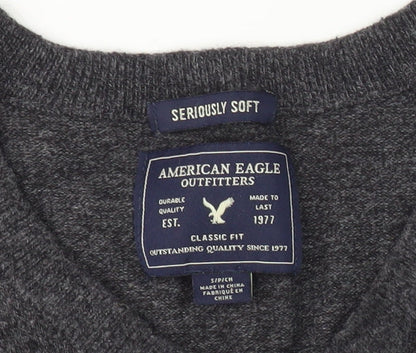 SERIOUSLY SOFT
AMERICAN EAGLE
OUTFITTERS
DURABLE QUALITY
MADE TO LAST
EST.
1977
CLASSIC FIT
OUTSTANDING QUALITY SINCE 1977
S/P/CH
MADE IN CHINA
FABRIQUÉ EN
CHINE